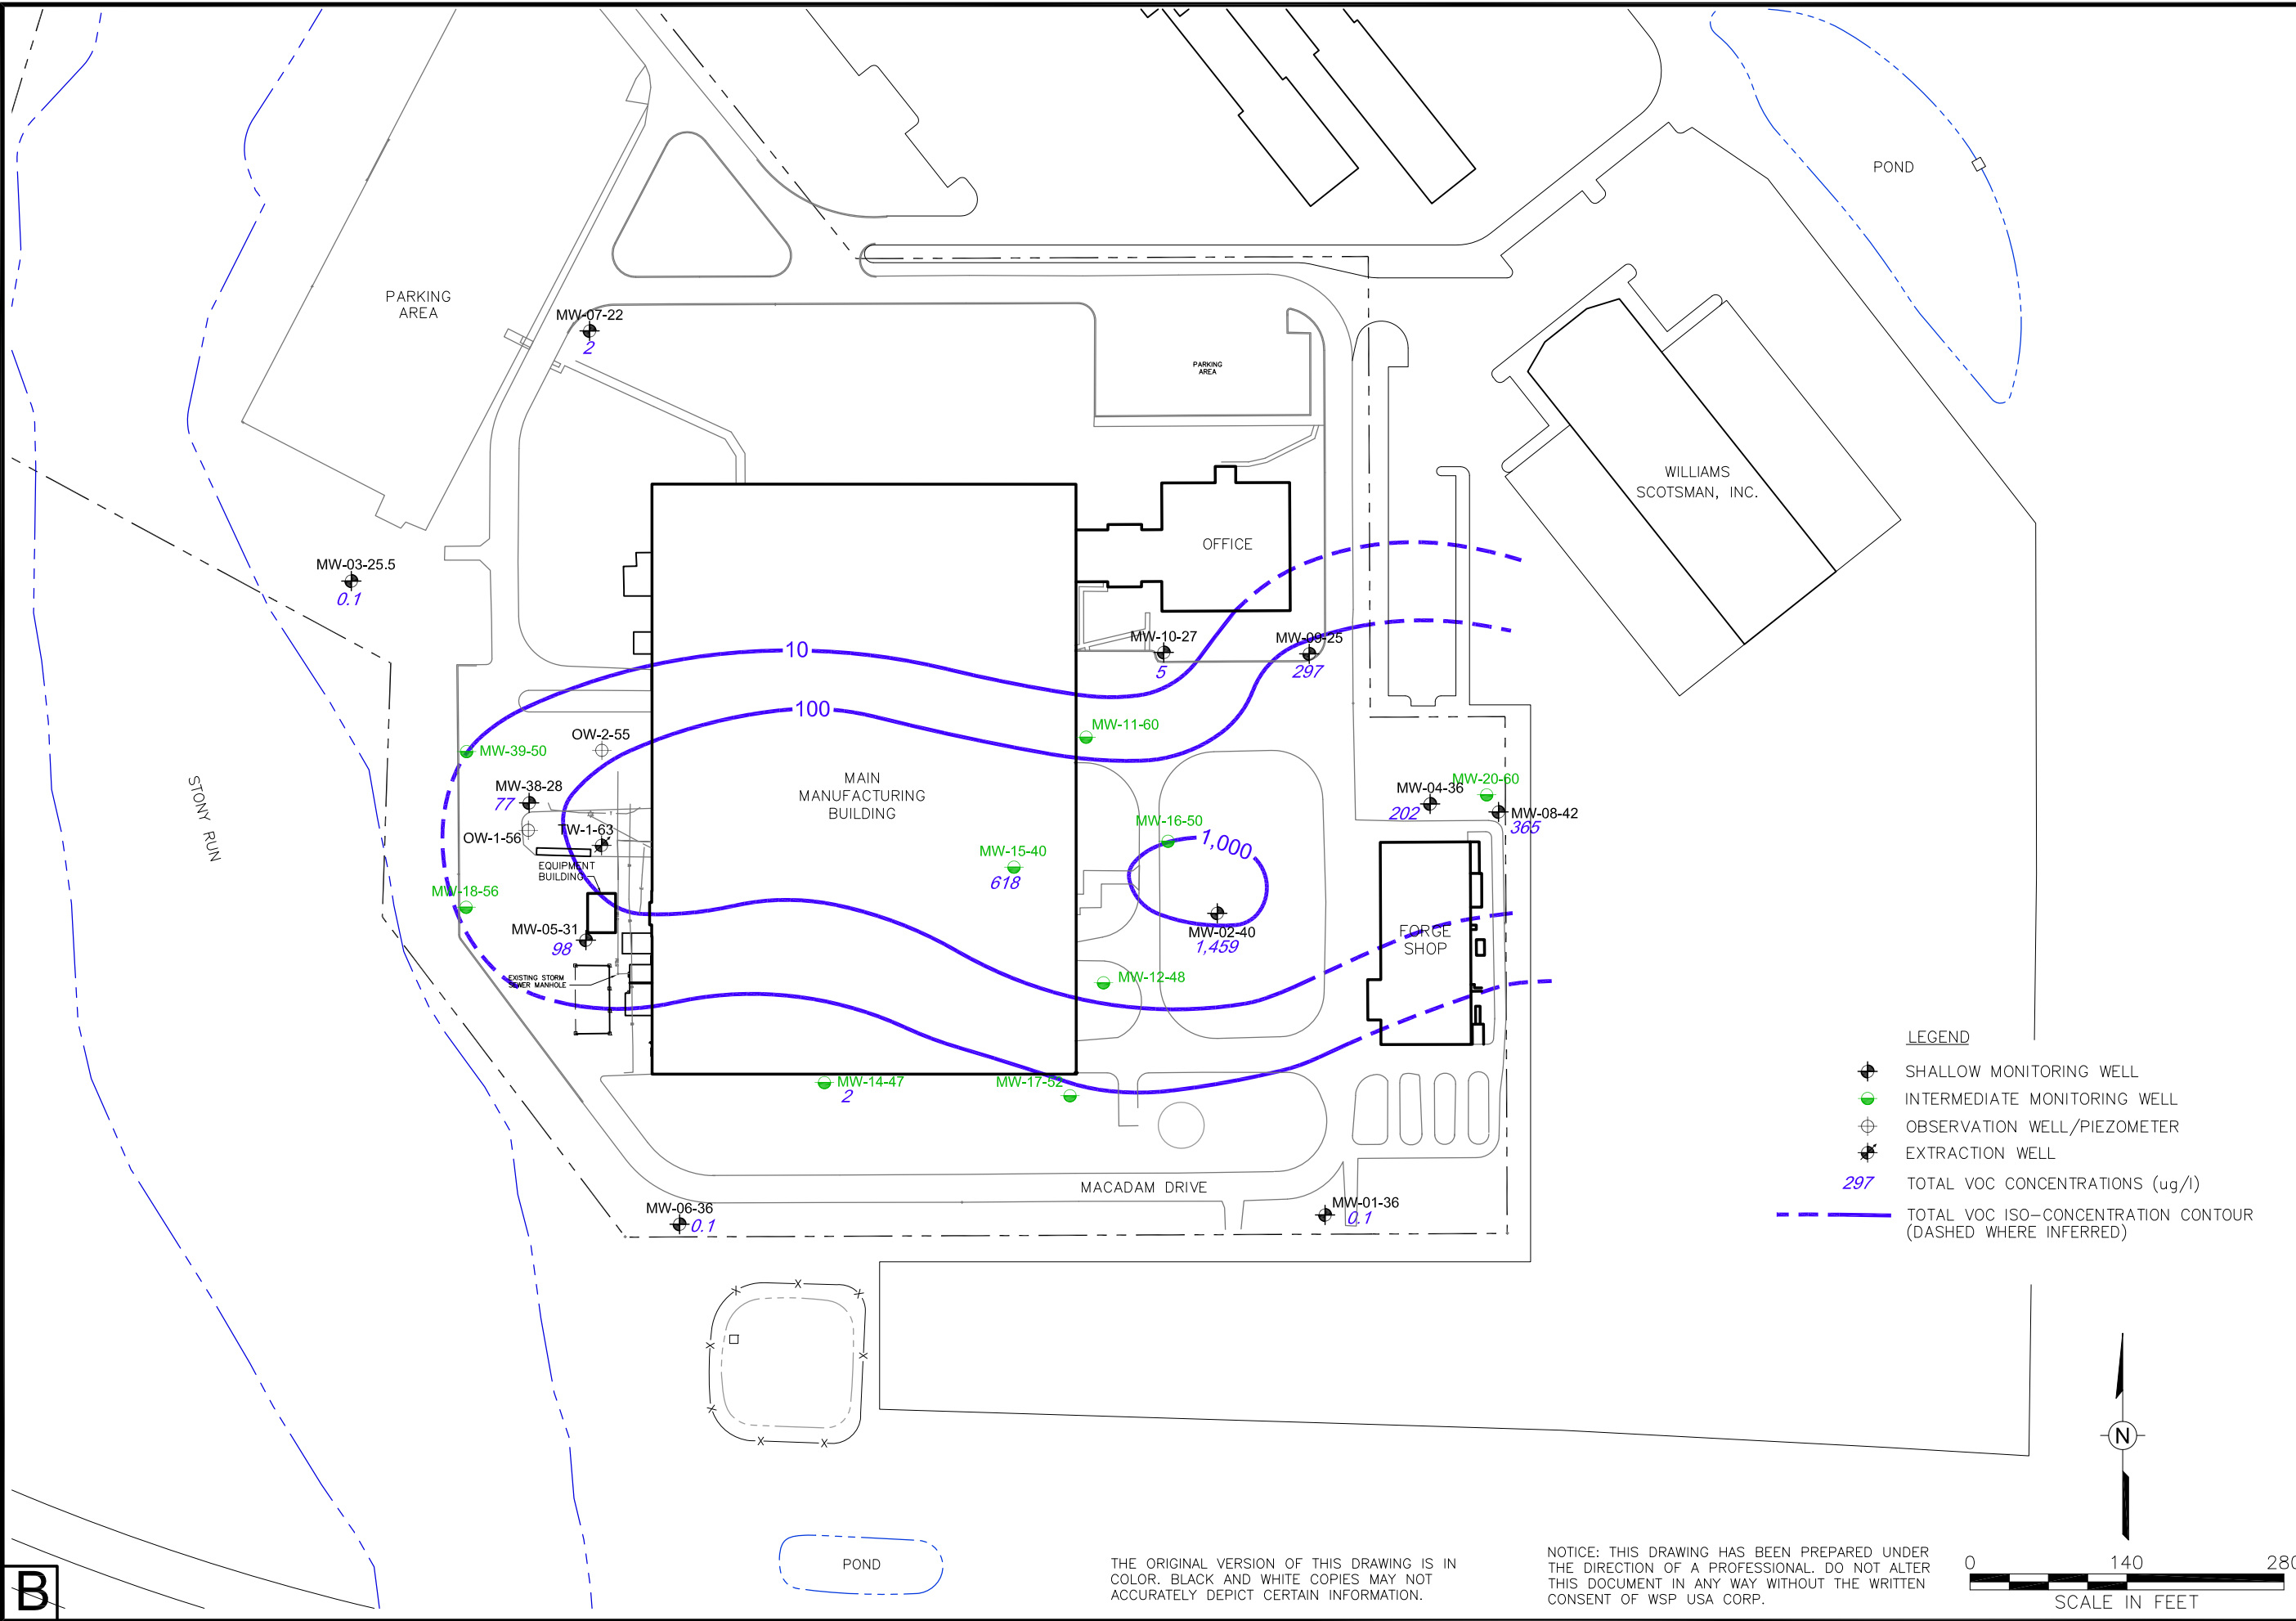 POND
PARKING
AREA
MW-07-22
2
PARKING
AREA
WILLIAMS
SCOTSMAN, INC.
OFFICE
MW-03-25.5
0.1
10
MW-10-27
5
MW-09-25
297
100
MW-11-60
OW-2-55
MW-39-50
MAIN
MANUFACTURING
BUILDING
STONY RUN
MW-38-28
77
OW-1-56
TW-1-63
MW-04-36
202
MW-20-60
MW-08-42
365
MW-16-50
1,000
MW-15-40
618
EQUIPMENT
BUILDING
MW-18-56
MW-05-31
98
MW-02-40
1,459
FORGE
SHOP
EXISTING STORM
SEWER MANHOLE
MW-12-48
MW-14-47
2
MW-17-52
MACADAM DRIVE
MW-06-36
0.1
MW-01-36
0.1
LEGEND
SHALLOW MONITORING WELL
INTERMEDIATE MONITORING WELL
OBSERVATION WELL/PIEZOMETER
EXTRACTION WELL
297 TOTAL VOC CONCENTRATIONS (ug/l)
TOTAL VOC ISO-CONCENTRATION CONTOUR
(DASHED WHERE INFERRED)
N
B
POND
THE ORIGINAL VERSION OF THIS DRAWING IS IN
COLOR. BLACK AND WHITE COPIES MAY NOT
ACCURATELY DEPICT CERTAIN INFORMATION.
NOTICE: THIS DRAWING HAS BEEN PREPARED UNDER
THE DIRECTION OF A PROFESSIONAL. DO NOT ALTER
THIS DOCUMENT IN ANY WAY WITHOUT THE WRITTEN
CONSENT OF WSP USA CORP.
0 140 280
SCALE IN FEET